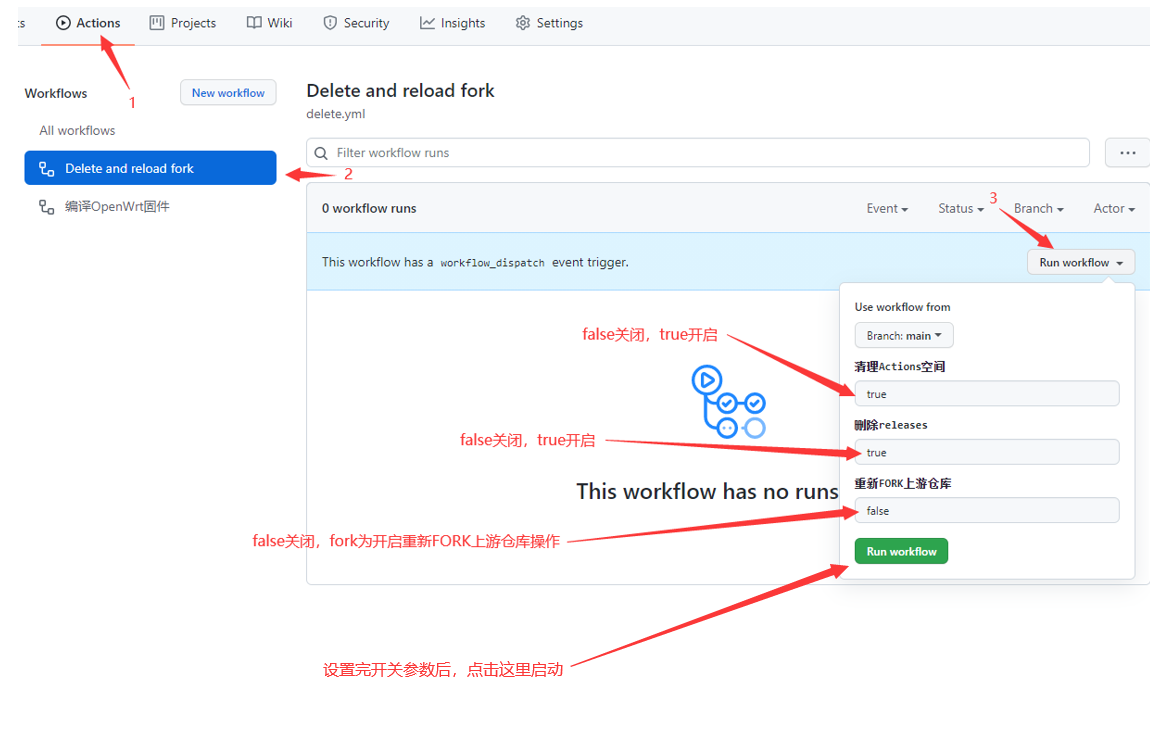 ts
Actions
Projects
Wiki
Security
Insights
Settings
1
Workflows
New workflow
All workflows
Delete and reload fork
编译OpenWrt固件
2
Delete and reload fork
delete.yml
Filter workflow runs
0 workflow runs
Event
Status
Branch
Actor
3
This workflow has a workflow_dispatch event trigger.
Run workflow
Use workflow from
Branch: main
清理Actions空间
true
删除releases
true
重新FORK上游仓库
false
Run workflow
false关闭，true开启
false关闭，true开启
This workflow has no runs
false关闭，fork为开启重新FORK上游仓库操作
设置完开关参数后，点击这里启动